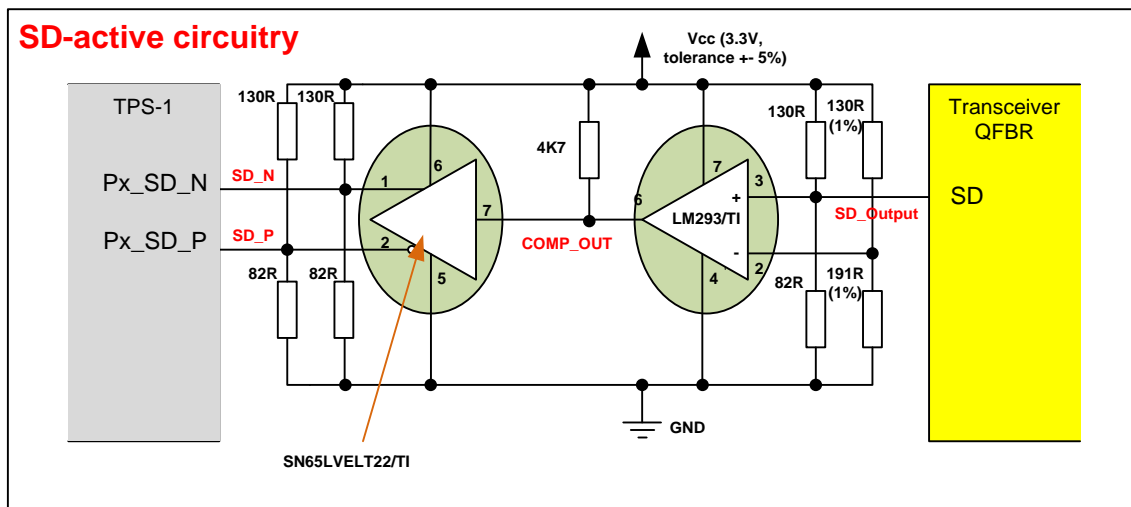 SD-active circuitry
Vcc (3.3V,
tolerance +- 5%)
TPS-1
130R
130R
4K7
130R
130R
(1%)
Transceiver
QFBR
6
7
3
Px_SD_N
SD_N
1
7
6
+
LM293/TI
SD_Output
SD
COMP_OUT
Px_SD_P
SD_P
2
-
2
82R
82R
5
4
82R
191R
(1%)
GND
SN65LVELT22/TI